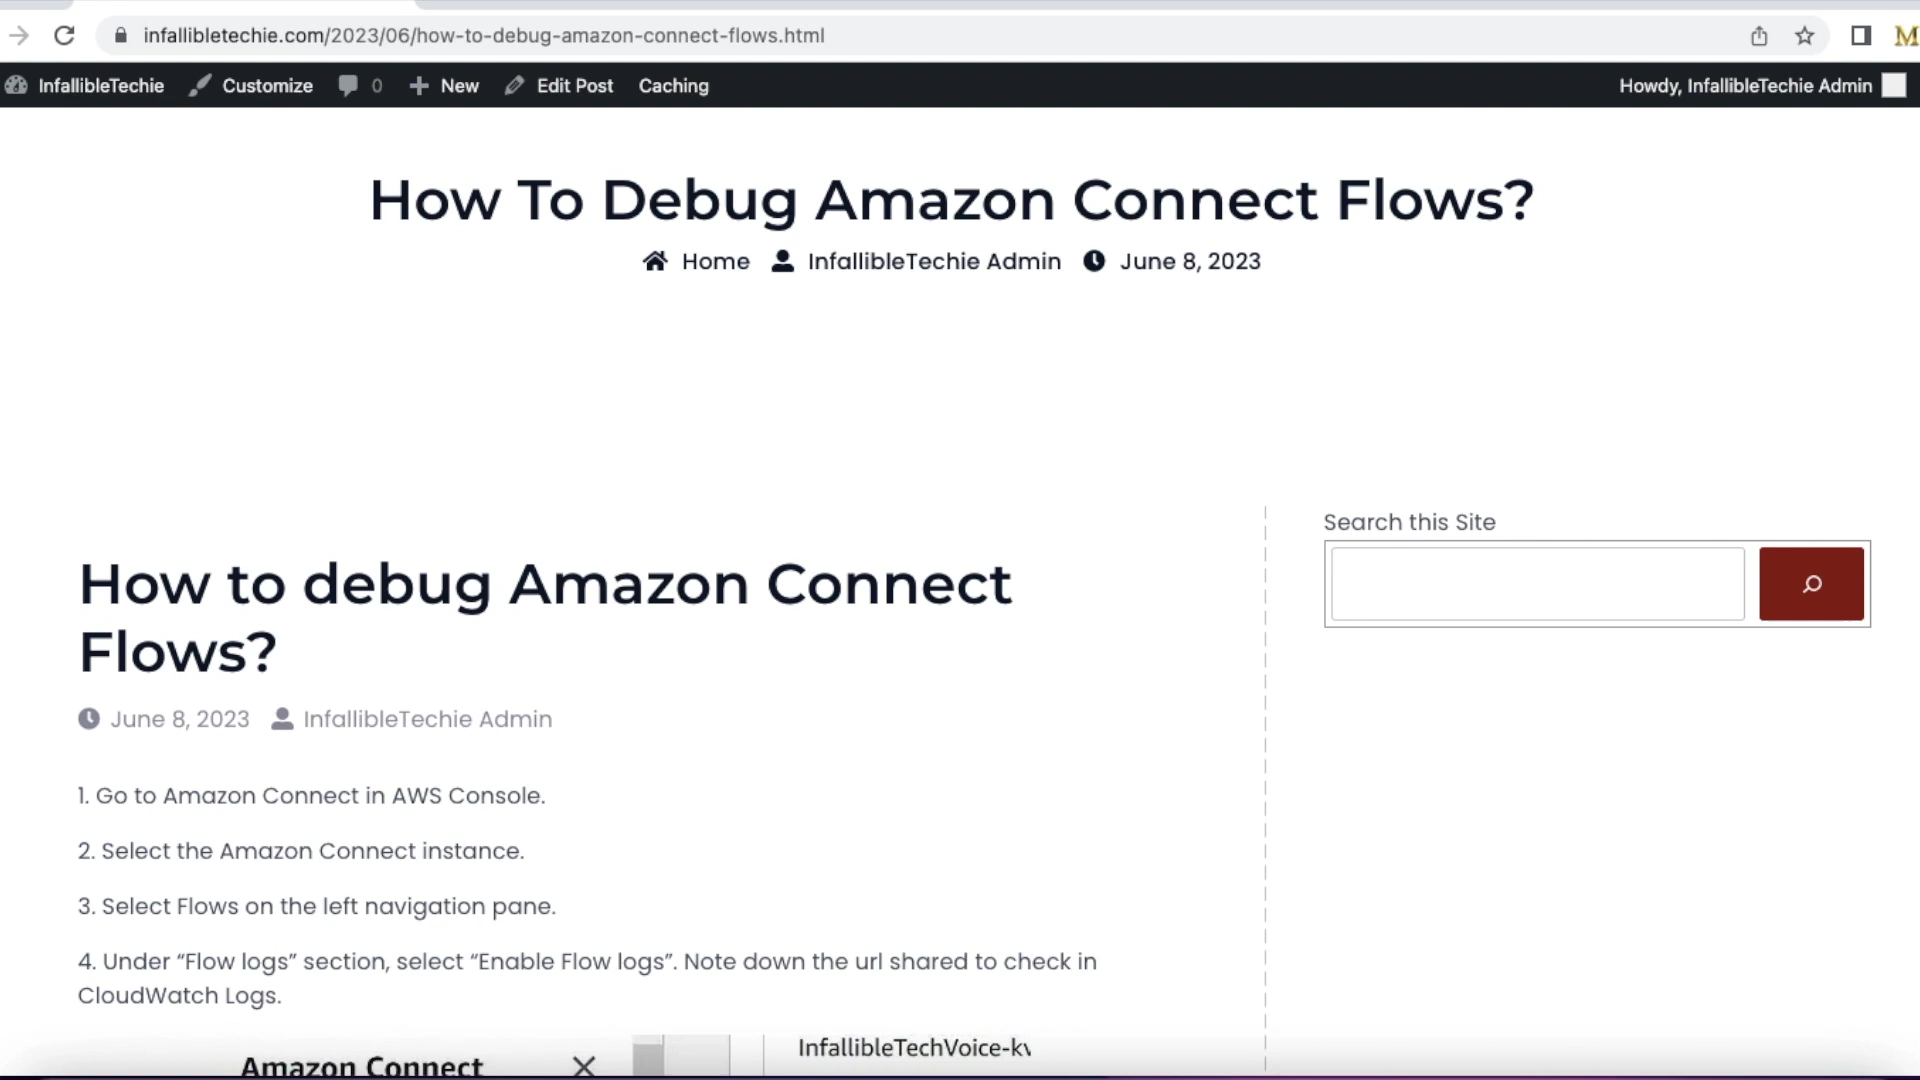 infallibletechie.com/2023/06/how-to-debug-amazon-connect-flows.html
M
InfallibleTechie Customize 0 New Edit Post Caching Howdy, InfallibleTechie Admin
How To Debug Amazon Connect Flows?
Home InfallibleTechie Admin June 8, 2023
Search this Site
How to debug Amazon Connect
Flows?
June 8, 2023 InfallibleTechie Admin
1. Go to Amazon Connect in AWS Console.
2. Select the Amazon Connect instance.
3. Select Flows on the left navigation pane.
4. Under “Flow logs” section, select “Enable Flow logs”. Note down the url shared to check in
CloudWatch Logs.
Amazon Connect
InfallibleTechVoice-kv